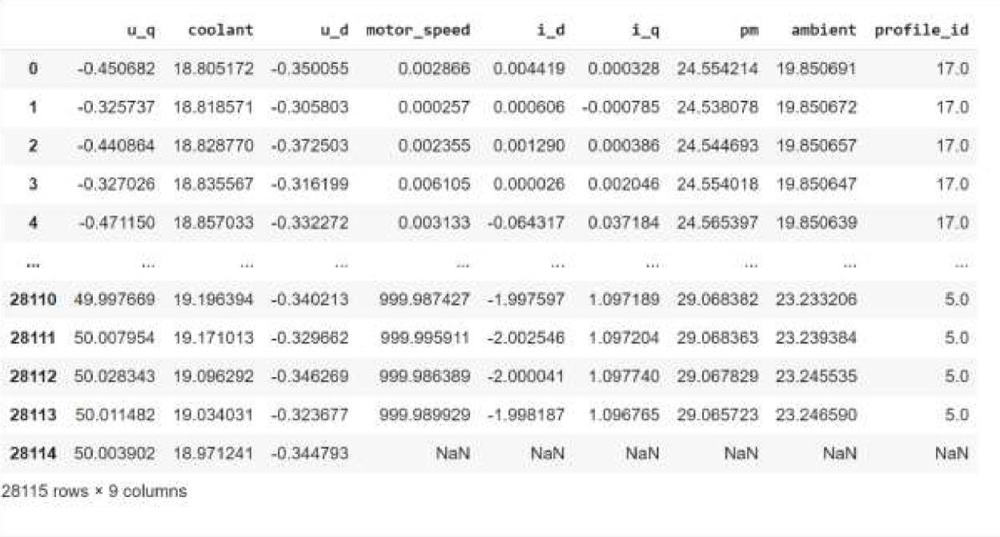 u_q coolant u_d motor_speed i_d i_q pm ambient profile_id
0 -0.450682 18.805172 -0.350055 0.002866 0.004419 0.000328 24.554214 19.850691 17.0
1 -0.325737 18.818571 -0.305803 0.000257 0.000606 -0.000785 24.538078 19.850672 17.0
2 -0.440864 18.828770 -0.372503 0.002355 0.001290 0.000386 24.544693 19.850657 17.0
3 -0.327026 18.835567 -0.316199 0.006105 0.000026 0.002046 24.554018 19.850647 17.0
4 -0.471150 18.857033 -0.332272 0.003133 -0.064317 0.037184 24.565397 19.850639 17.0
... ... ... ... ... ... ... ... ... ...
28110 49.997669 19.196394 -0.340213 999.987427 -1.997597 1.097189 29.068382 23.233206 5.0
28111 50.007954 19.171013 -0.329662 999.995911 -2.002546 1.097204 29.068363 23.239384 5.0
28112 50.028343 19.096292 -0.346269 999.986389 -2.000041 1.097740 29.067829 23.245535 5.0
28113 50.011482 19.034031 -0.323677 999.989929 -1.998187 1.096765 29.065723 23.246590 5.0
28114 50.003902 18.971241 -0.344793 NaN NaN NaN NaN NaN NaN
28115 rows × 9 columns